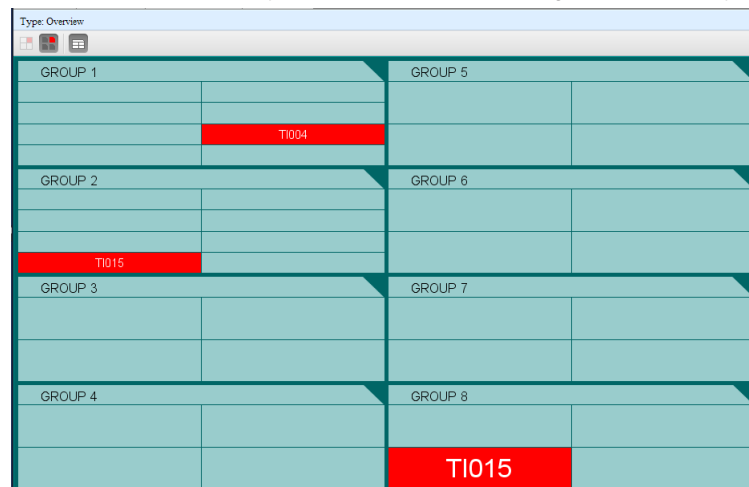 Type: Overview
GROUP 1
GROUP 5
TI004
GROUP 2
GROUP 6
TI015
GROUP 3
GROUP 7
GROUP 4
GROUP 8
TI015